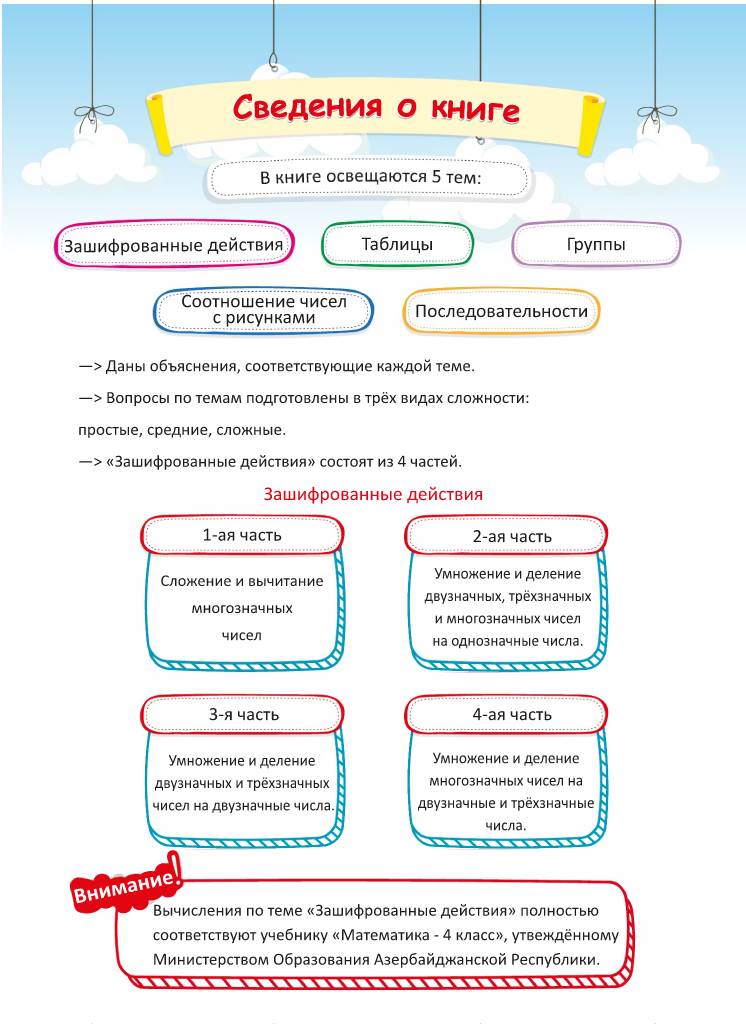 Сведения о книге
В книге освещаются 5 тем:
Зашифрованные действия
Таблицы
Группы
Соотношение чисел
с рисунками
Последовательности
—> Даны объяснения, соответствующие каждой теме.
—> Вопросы по темам подготовлены в трёх видах сложности:
простые, средние, сложные.
—> «Зашифрованные действия» состоят из 4 частей.
Зашифрованные действия
1-ая часть
Сложение и вычитание
многозначных
чисел
2-ая часть
Умножение и деление
двузначных, трёхзначных
и многозначных чисел
на однозначные числа.
3-я часть
Умножение и деление
двузначных и трёхзначных
чисел на двузначные числа.
4-ая часть
Умножение и деление
многозначных чисел на
двузначные и трёхзначные
числа.
Внимание!
Вычисления по теме «Зашифрованные действия» полностью
соответствуют учебнику «Математика - 4 класс», утвеждённому
Министерством Образования Азербайджанской Республики.